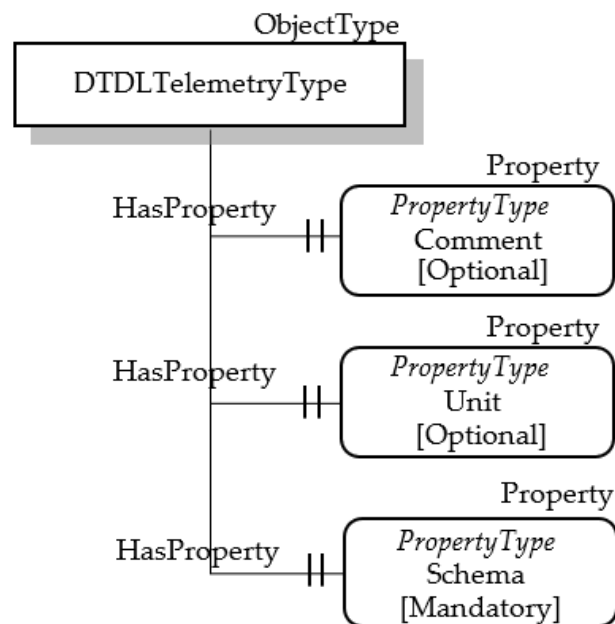 ObjectType
DTDLTelemetryType
Property
HasProperty
PropertyType
Comment
[Optional]
Property
HasProperty
PropertyType
Unit
[Optional]
Property
HasProperty
PropertyType
Schema
[Mandatory]